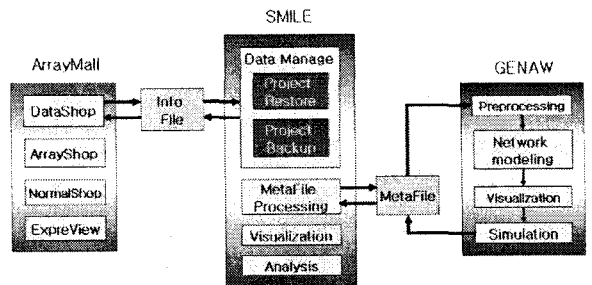 SMILE
ArrayMall
GENAW
DataShop
ArrayShop
NormalShop
ExpreView
Info
File
Data Manage
Project
Restore
Project
Backup
MetaFile
Processing
Visualization
Analysis
MetaFile
Preprocessing
Network
modeling
Visualization
Simulation